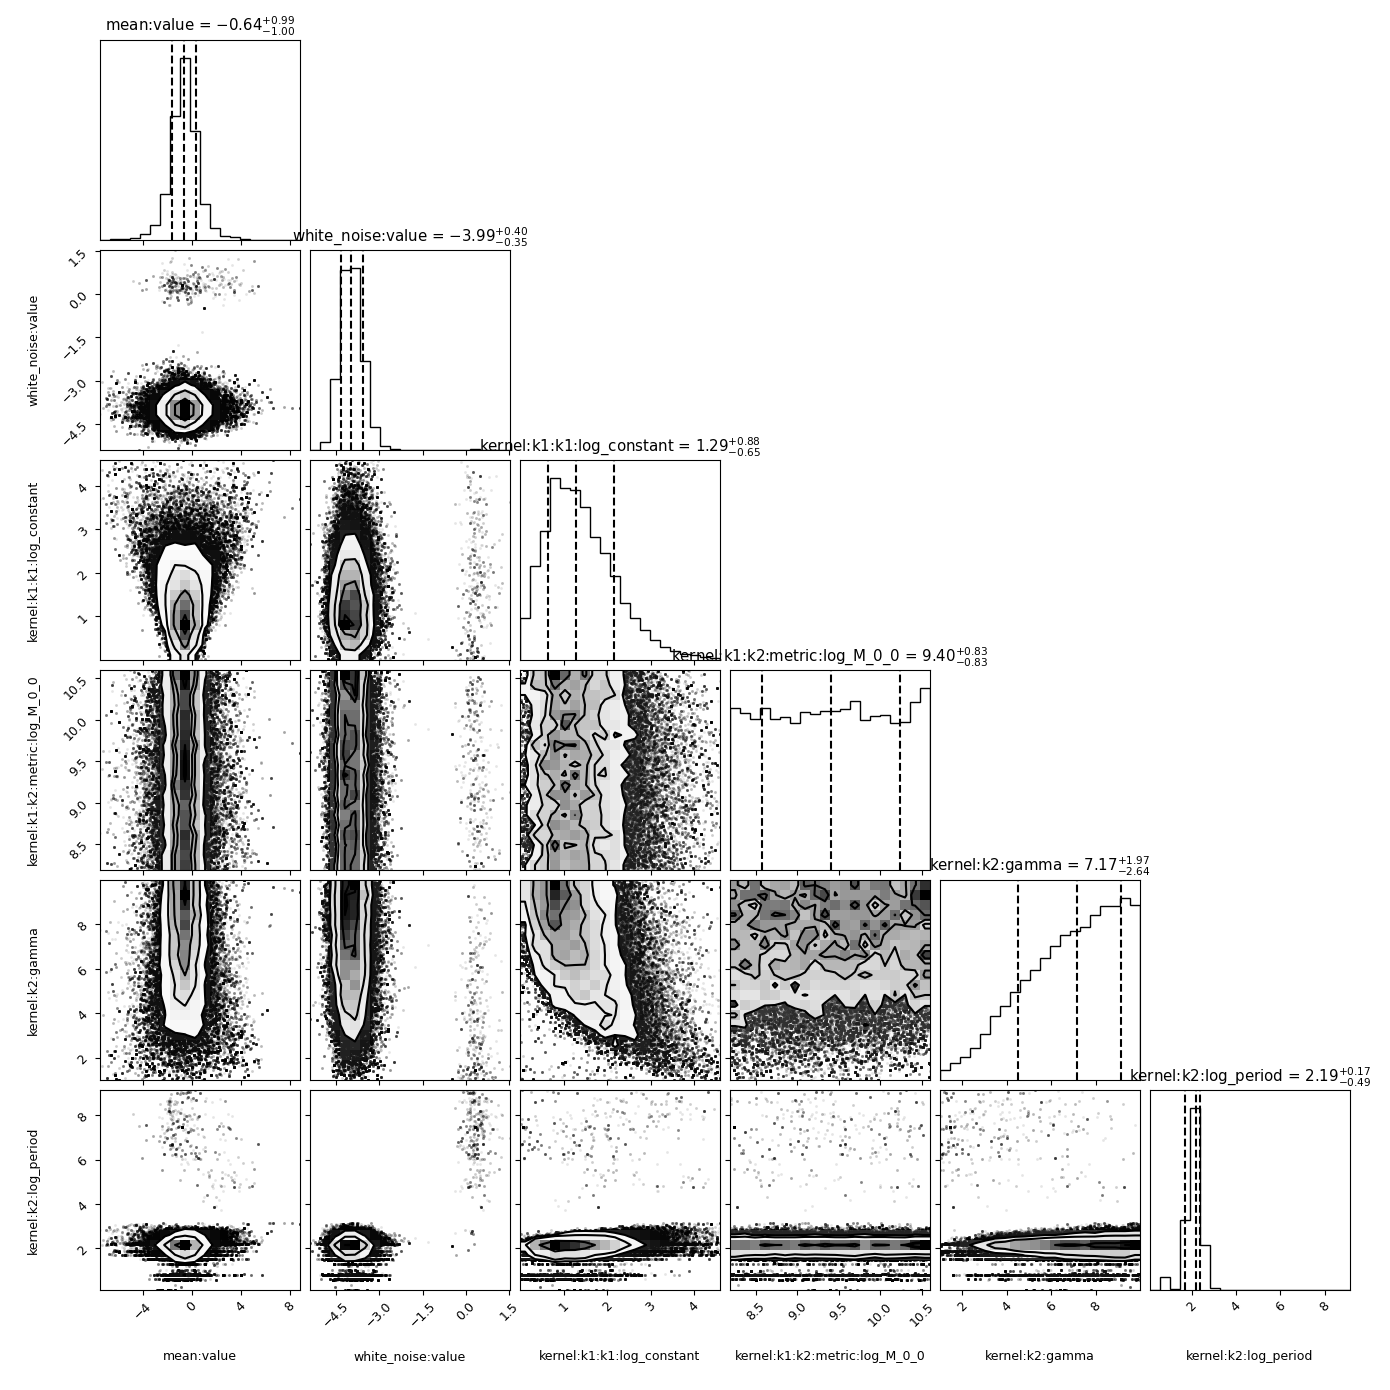 mean:value = −0.64+0.99−1.00
white_noise:value = −3.99+0.40−0.35
1.5
0.0
−1.5
−3.0
−4.5
white_noise:value
kernel:k1:k1:log_constant = 1.29+0.88−0.65
4
3
2
1
kernel:k1:k1:log_constant
kernel:k1:k2:metric:log_M_0_0 = 9.40+0.83−0.83
10.5
10.0
9.5
9.0
8.5
kernel:k1:k2:metric:log_M_0_0
kernel:k2:gamma = 7.17+1.97−2.64
8
6
4
2
kernel:k2:gamma
kernel:k2:log_period = 2.19+0.17−0.49
8
6
4
2
kernel:k2:log_period
−4 0 4 8
−4.5 −3.0 −1.5 0.0 1.5
1 2 3 4
8.5 9.0 9.5 10.0 10.5
2 4 6 8
2 4 6 8
mean:value
white_noise:value
kernel:k1:k1:log_constant
kernel:k1:k2:metric:log_M_0_0
kernel:k2:gamma
kernel:k2:log_period